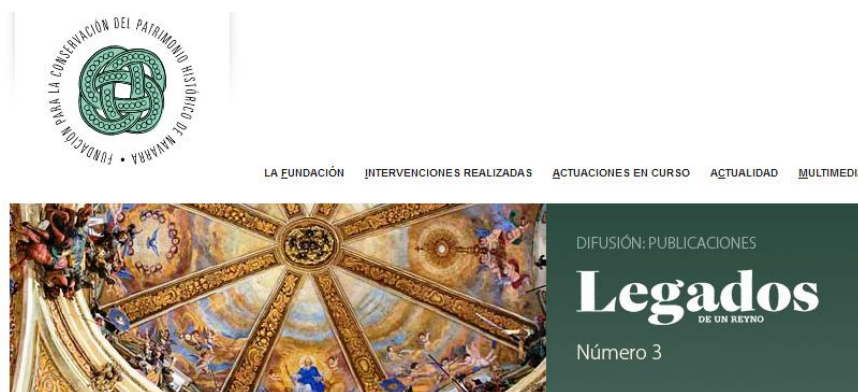 FUNDACIÓN PARA LA CONSERVACIÓN DEL PATRIMONIO HISTÓRICO DE NAVARRA •
LA FUNDACIÓN INTERVENCIONES REALIZADAS ACTUACIONES EN CURSO ACTUALIDAD MULTIMEDIA
DIFUSIÓN: PUBLICACIONES
Legados
DE UN REYNO
Número 3